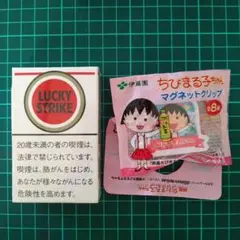 LUCKY
STRIKE
20歳未満の者の喫煙は、
法律で禁じられています。
喫煙は、肺がんをはじめ、
あなたが様々ながんになる
危険性を高めます。
伊藤園
ちびまる子ちゃん
マグネットクリップ
全8種